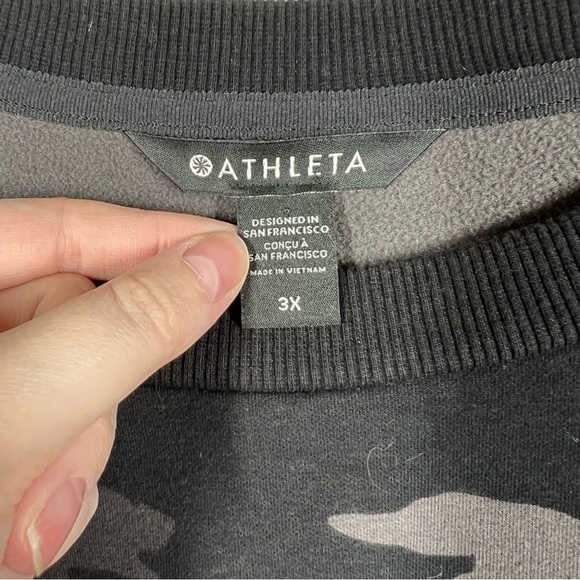 ATHLETA
DESIGNED IN
SAN FRANCISCO
CONÇU À
SAN FRANCISCO
MADE IN VIETNAM
3X